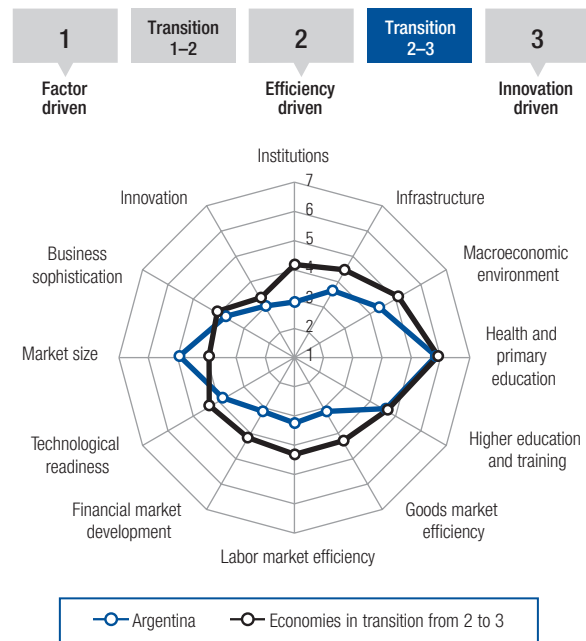 1
Transition
1–2
2
Transition
2–3
3
Factor
driven
Efficiency
driven
Innovation
driven
Institutions
7
6
5
4
3
2
1
Infrastructure
Macroeconomic
environment
Health and
primary
education
Higher education
and training
Goods market
efficiency
Labor market efficiency
Financial market
development
Technological
readiness
Market size
Business
sophistication
Innovation
Argentina
Economies in transition from 2 to 3